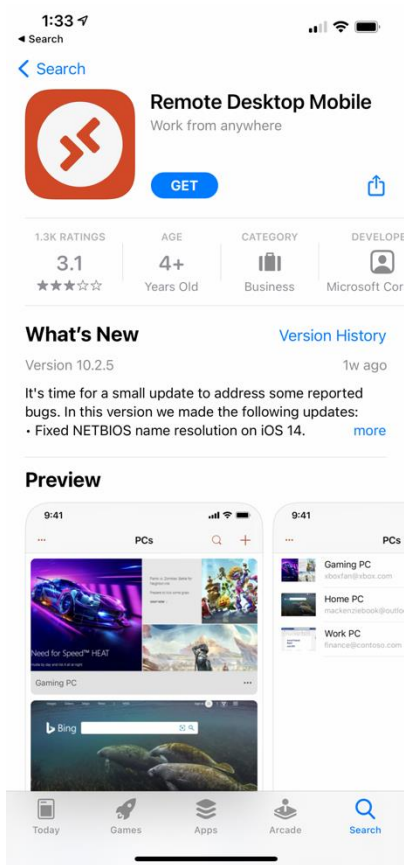 1:33
Search
Search
Remote Desktop Mobile
Work from anywhere
GET
1.3K RATINGS
3.1
AGE
4+
Years Old
CATEGORY
Business
DEVELOPE
Microsoft Cor
What's New
Version History
Version 10.2.5
1w ago
It's time for a small update to address some reported
bugs. In this version we made the following updates:
• Fixed NETBIOS name resolution on iOS 14.
more
Preview
9:41
PCs
Need for Speed™ HEAT
Gaming PC
Bing
9:41
PCs
Gaming PC
xboxfan@xbox.com
Home PC
mackenziebook@outlo
Work PC
finance@contoso.com
Today
Games
Apps
Arcade
Search